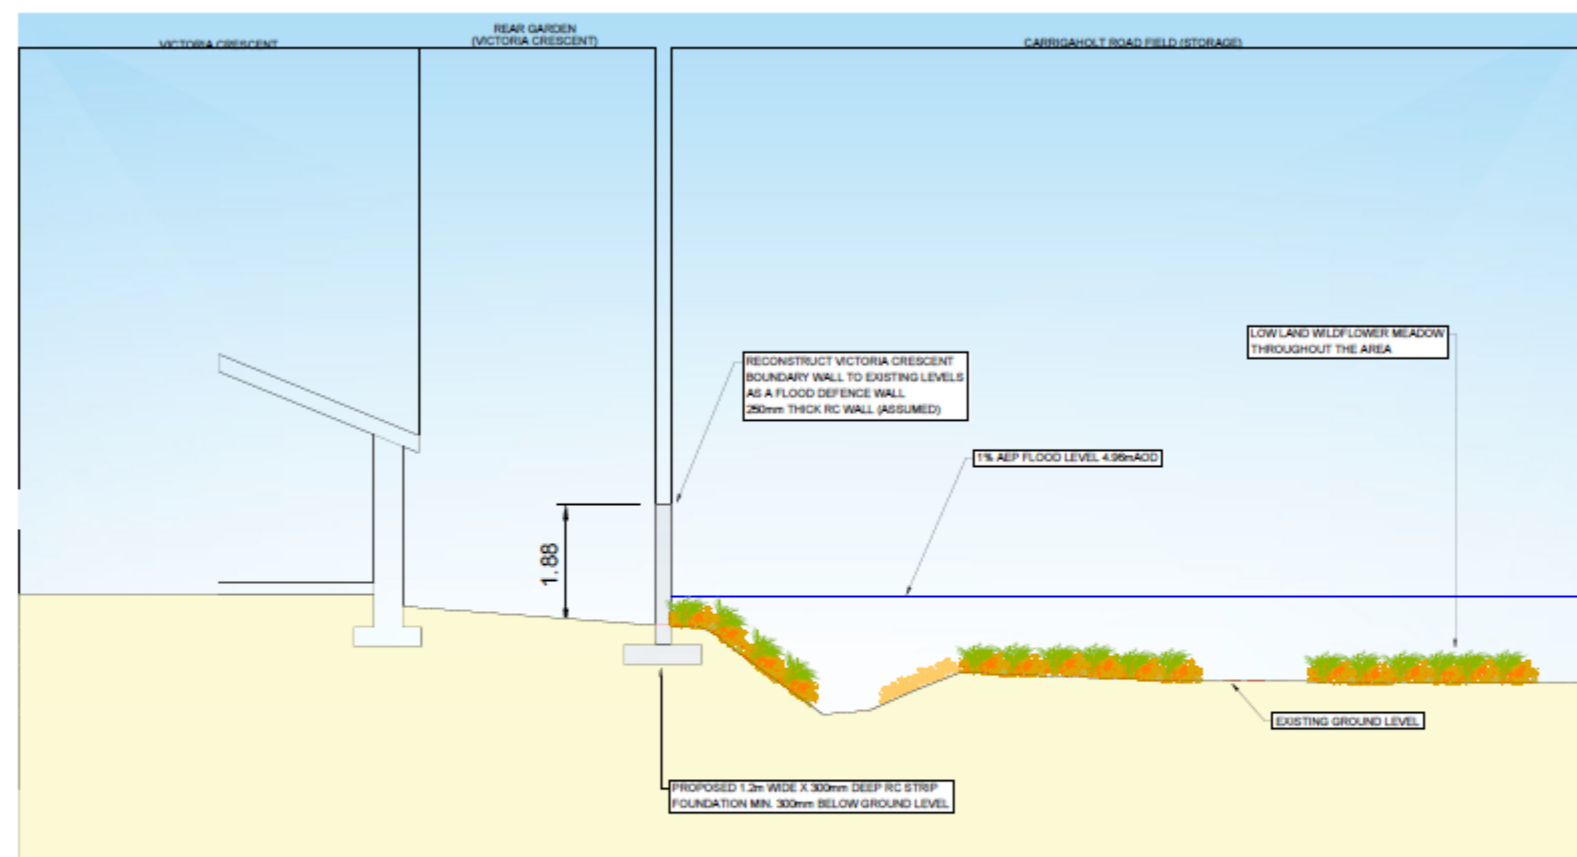 VICTORIA CRESCENT
REAR GARDEN
(VICTORIA CRESCENT)
CARRIGAHOLT ROAD FIELD (STORAGE)
LOW LAND WILDFLOWER MEADOW
THROUGHOUT THE AREA
RECONSTRUCT VICTORIA CRESCENT
BOUNDARY WALL TO EXISTING LEVELS
AS A FLOOD DEFENCE WALL
250mm THICK RC WALL (ASSUMED)
1% AEP FLOOD LEVEL 4.96mAOD
1.88
EXISTING GROUND LEVEL
PROPOSED 1.2m WIDE X 300mm DEEP RC STRIP
FOUNDATION MIN. 300mm BELOW GROUND LEVEL